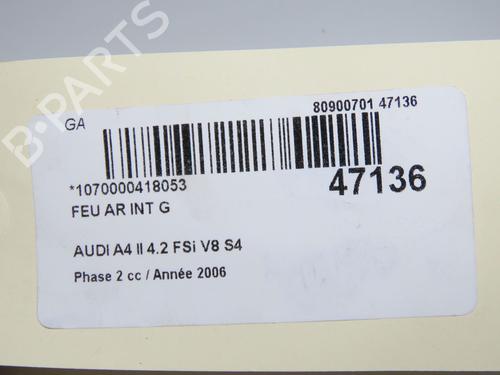 80900701 47136
GA
*1070000418053
47136
FEU AR INT G
AUDI A4 II 4.2 FSi V8 S4
Phase 2 cc / Année 2006
B-PARTS